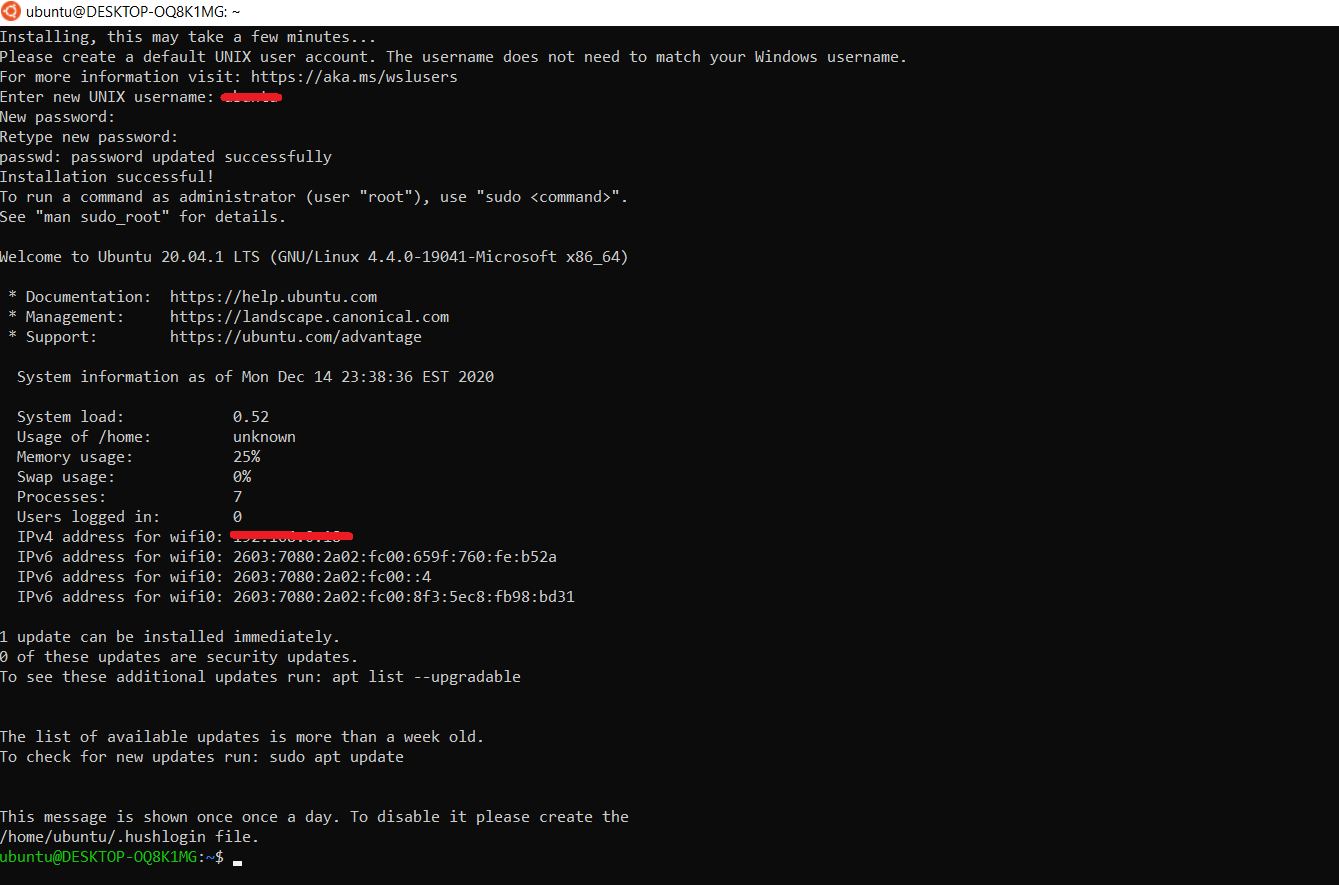 ubuntu@DESKTOP-OQ8K1MG: ~
Installing, this may take a few minutes...
Please create a default UNIX user account. The username does not need to match your Windows username.
For more information visit: https://aka.ms/wslusers
Enter new UNIX username:
New password:
Retype new password:
passwd: password updated successfully
Installation successful!
To run a command as administrator (user "root"), use "sudo <command>".
See "man sudo_root" for details.
Welcome to Ubuntu 20.04.1 LTS (GNU/Linux 4.4.0-19041-Microsoft x86_64)
* Documentation:  https://help.ubuntu.com
* Management:     https://landscape.canonical.com
* Support:        https://ubuntu.com/advantage
System information as of Mon Dec 14 23:38:36 EST 2020
System load:            0.52
Usage of /home:         unknown
Memory usage:           25%
Swap usage:             0%
Processes:              7
Users logged in:        0
IPv4 address for wifi0:
IPv6 address for wifi0: 2603:7080:2a02:fc00:659f:760:fe:b52a
IPv6 address for wifi0: 2603:7080:2a02:fc00::4
IPv6 address for wifi0: 2603:7080:2a02:fc00:8f3:5ec8:fb98:bd31
1 update can be installed immediately.
0 of these updates are security updates.
To see these additional updates run: apt list --upgradable
The list of available updates is more than a week old.
To check for new updates run: sudo apt update
This message is shown once once a day. To disable it please create the
/home/ubuntu/.hushlogin file.
ubuntu@DESKTOP-OQ8K1MG:~$